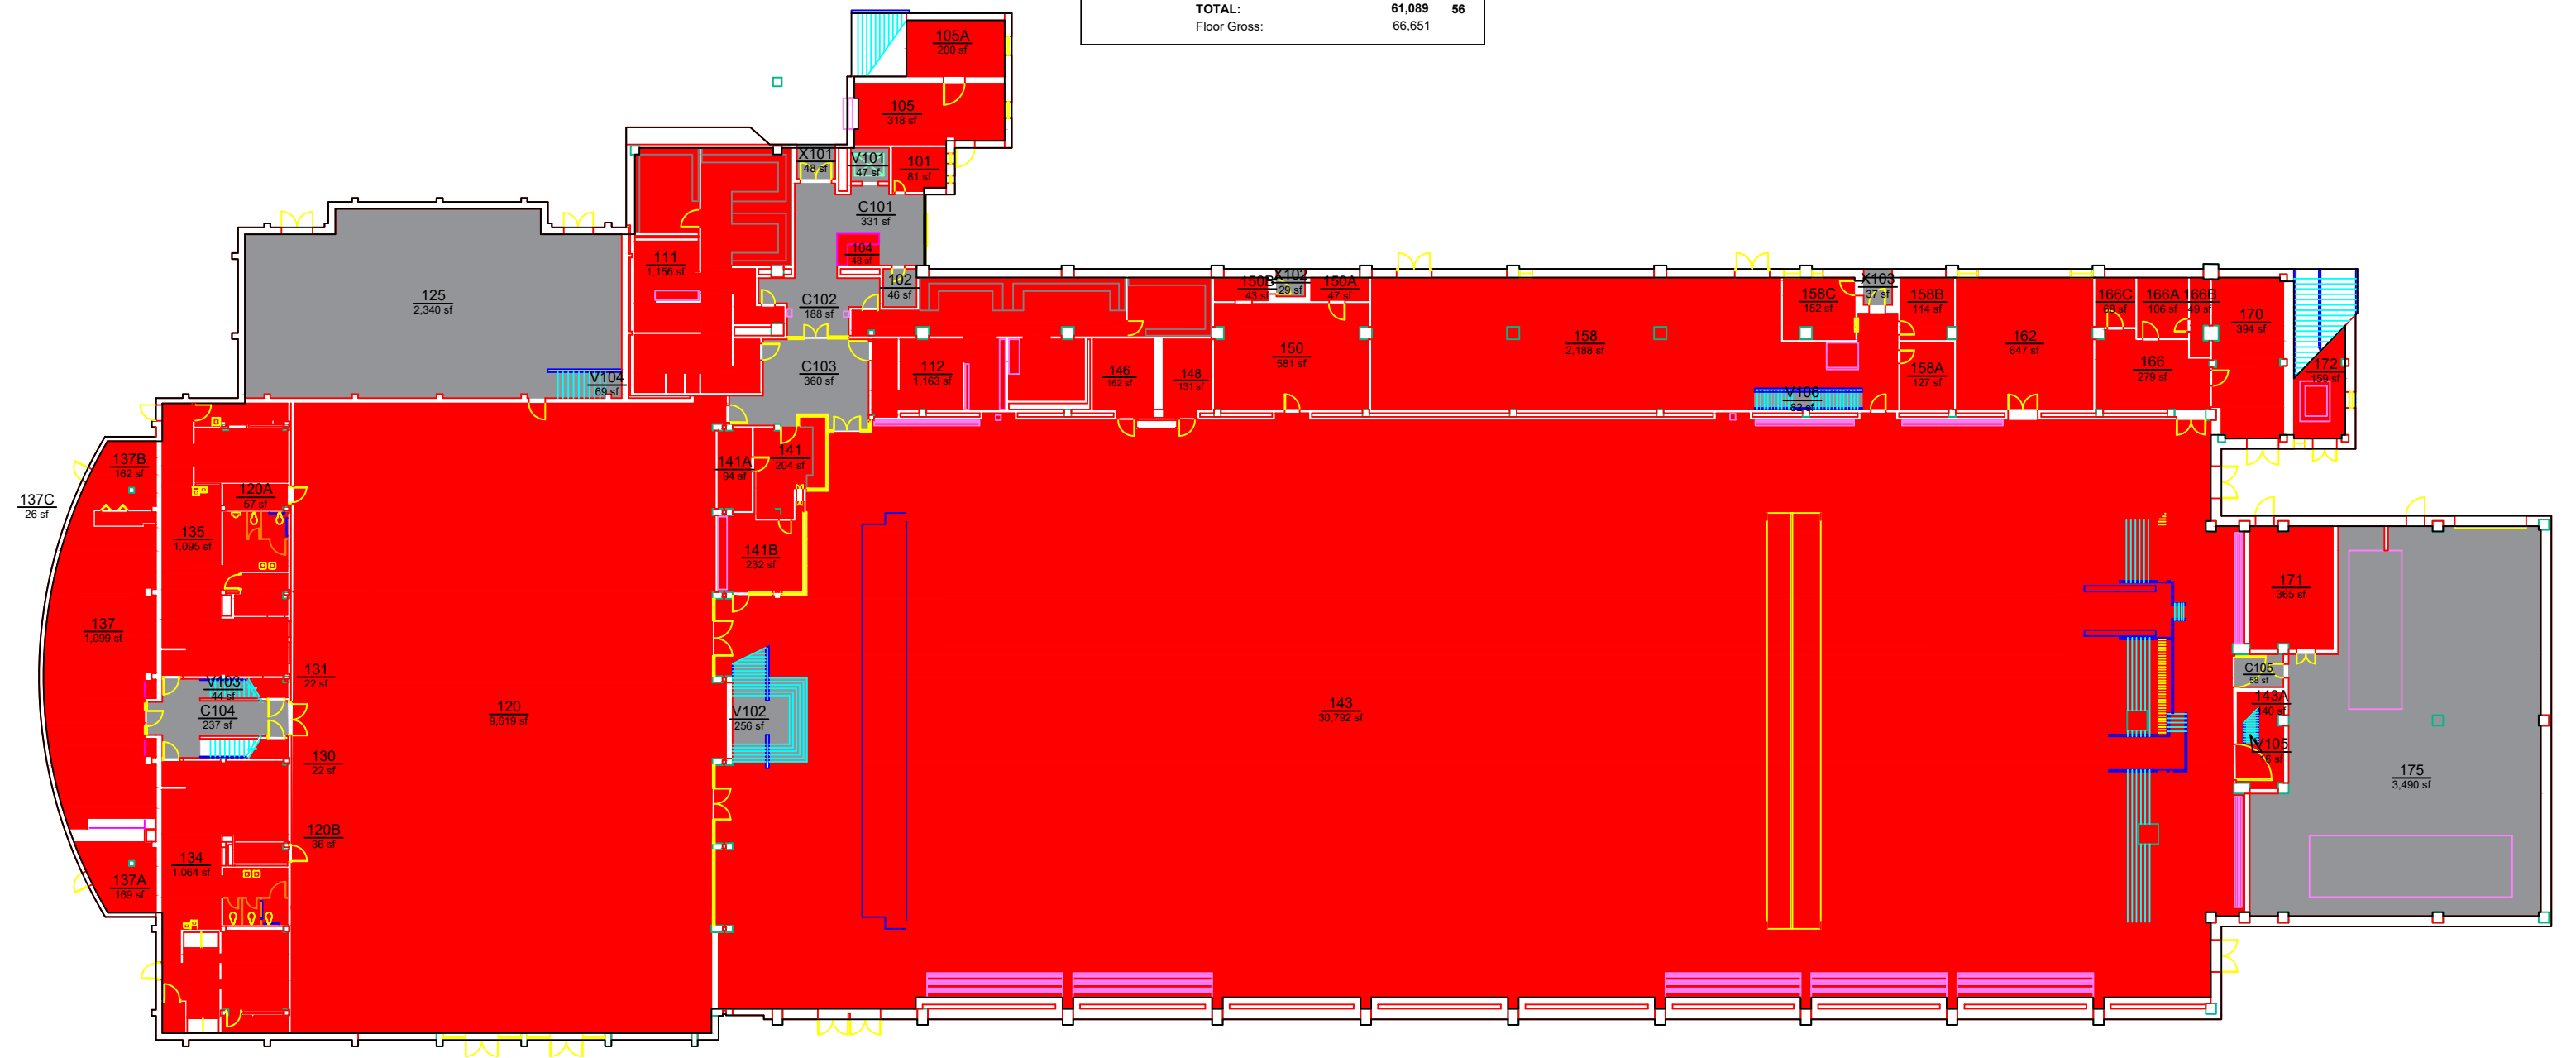 TOTAL: 61,089 56
Floor Gross: 66,651
105A
200 sf
105
318 sf
X101
48 sf
V101
47 sf
101
81 sf
C101
331 sf
104
48 sf
102
46 sf
111
1,156 sf
125
2,340 sf
V104
69 sf
C102
188 sf
C103
360 sf
112
1,163 sf
146
162 sf
148
131 sf
150B
43 sf
X102
29 sf
150A
47 sf
150
581 sf
158
2,188 sf
158C
152 sf
X103
37 sf
158B
114 sf
158A
127 sf
V106
82 sf
162
647 sf
166C
68 sf
166A
106 sf
166B
49 sf
166
279 sf
170
394 sf
172
159 sf
137B
162 sf
137C
26 sf
120A
57 sf
135
1,095 sf
141A
94 sf
141
204 sf
141B
232 sf
137
1,099 sf
131
22 sf
V103
44 sf
C104
237 sf
120
9,619 sf
V102
256 sf
143
30,792 sf
130
22 sf
120B
36 sf
134
1,064 sf
137A
169 sf
171
365 sf
C105
58 sf
143A
140 sf
V105
16 sf
175
3,490 sf